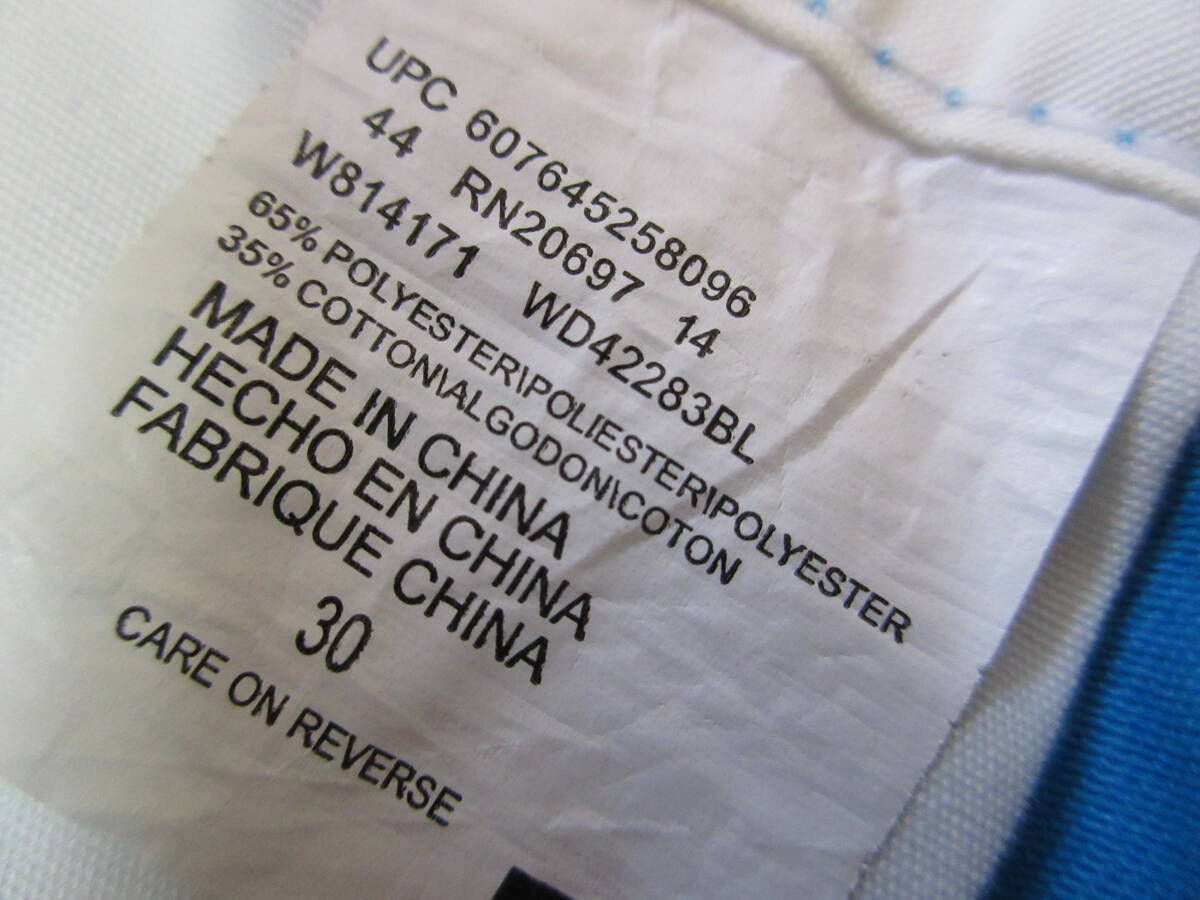 UPC 607645258096
44 RN20697 14
W814171 WD42283BL
65% POLYESTER\POLIESTER\POLYESTER
35% COTTON\ALGODON\COTON
MADE IN CHINA
HECHO EN CHINA
FABRIQUE CHINA
30
CARE ON REVERSE